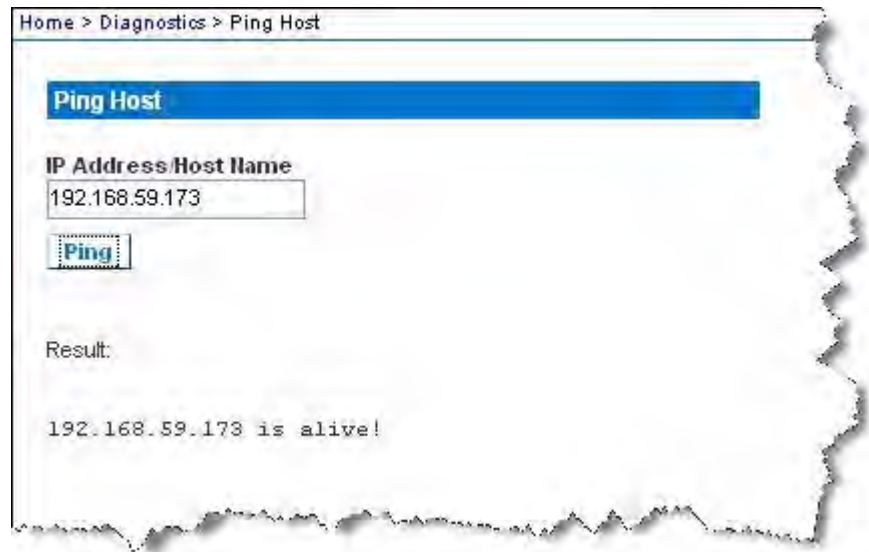 Home > Diagnostics > Ping Host
Ping Host
IP Address/Host Name
192.168.59.173
Ping
Result:
192.168.59.173 is alive!